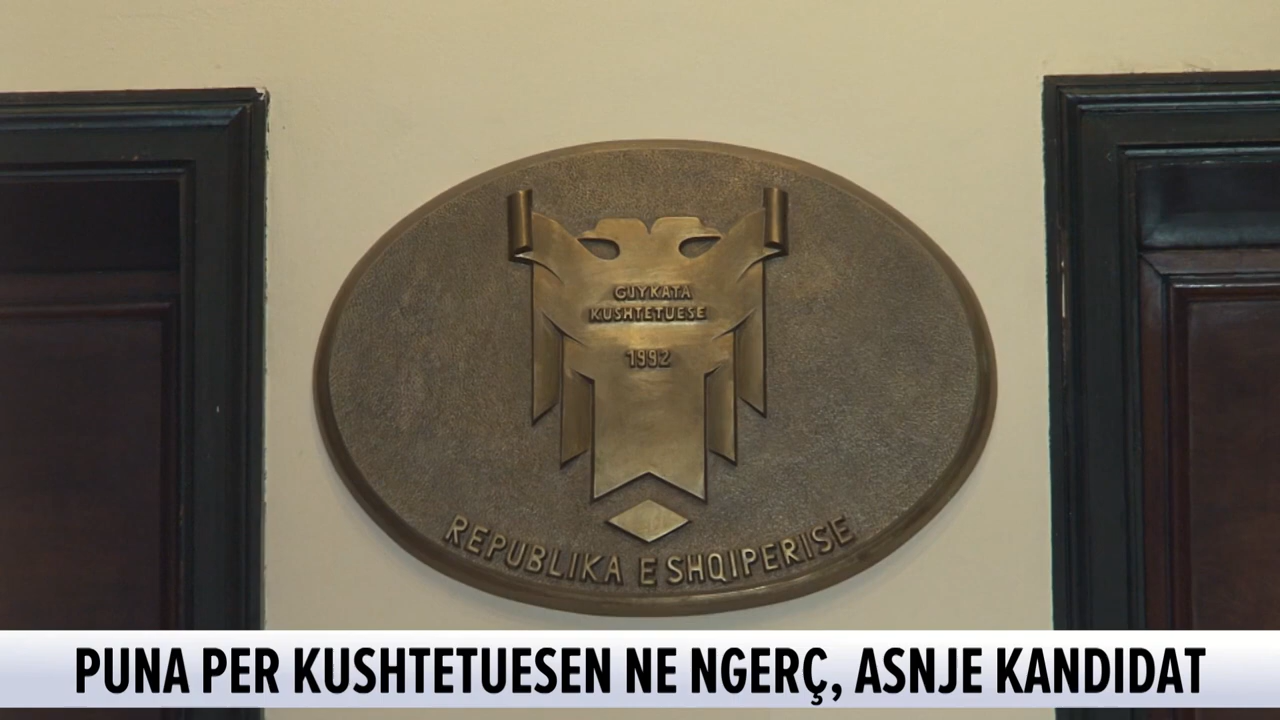 GJYKATA
KUSHTETUESE
1992
REPUBLIKA E SHQIPERISE
PUNA PER KUSHTETUESEN NE NGERÇ, ASNJE KANDIDAT